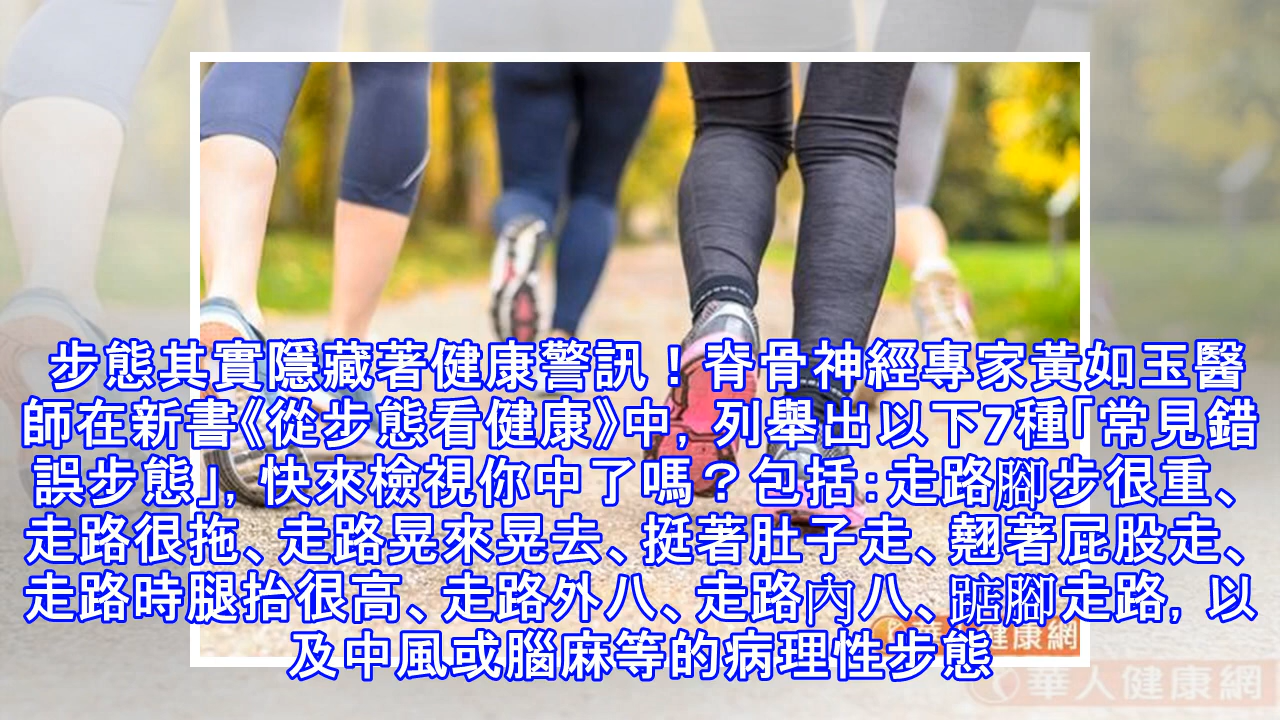 步態其實隱藏著健康警訊！脊骨神經專家黃如玉醫
師在新書《從步態看健康》中, 列舉出以下7種「常見錯
誤步態」, 快來檢視你中了嗎？包括:走路腳步很重、
走路很拖、走路晃來晃去、挺著肚子走、翹著屁股走、
走路時腿抬很高、走路外八、走路內八、踮腳走路, 以
及中風或腦麻等的病理性步態
華人健康網
華人健康網